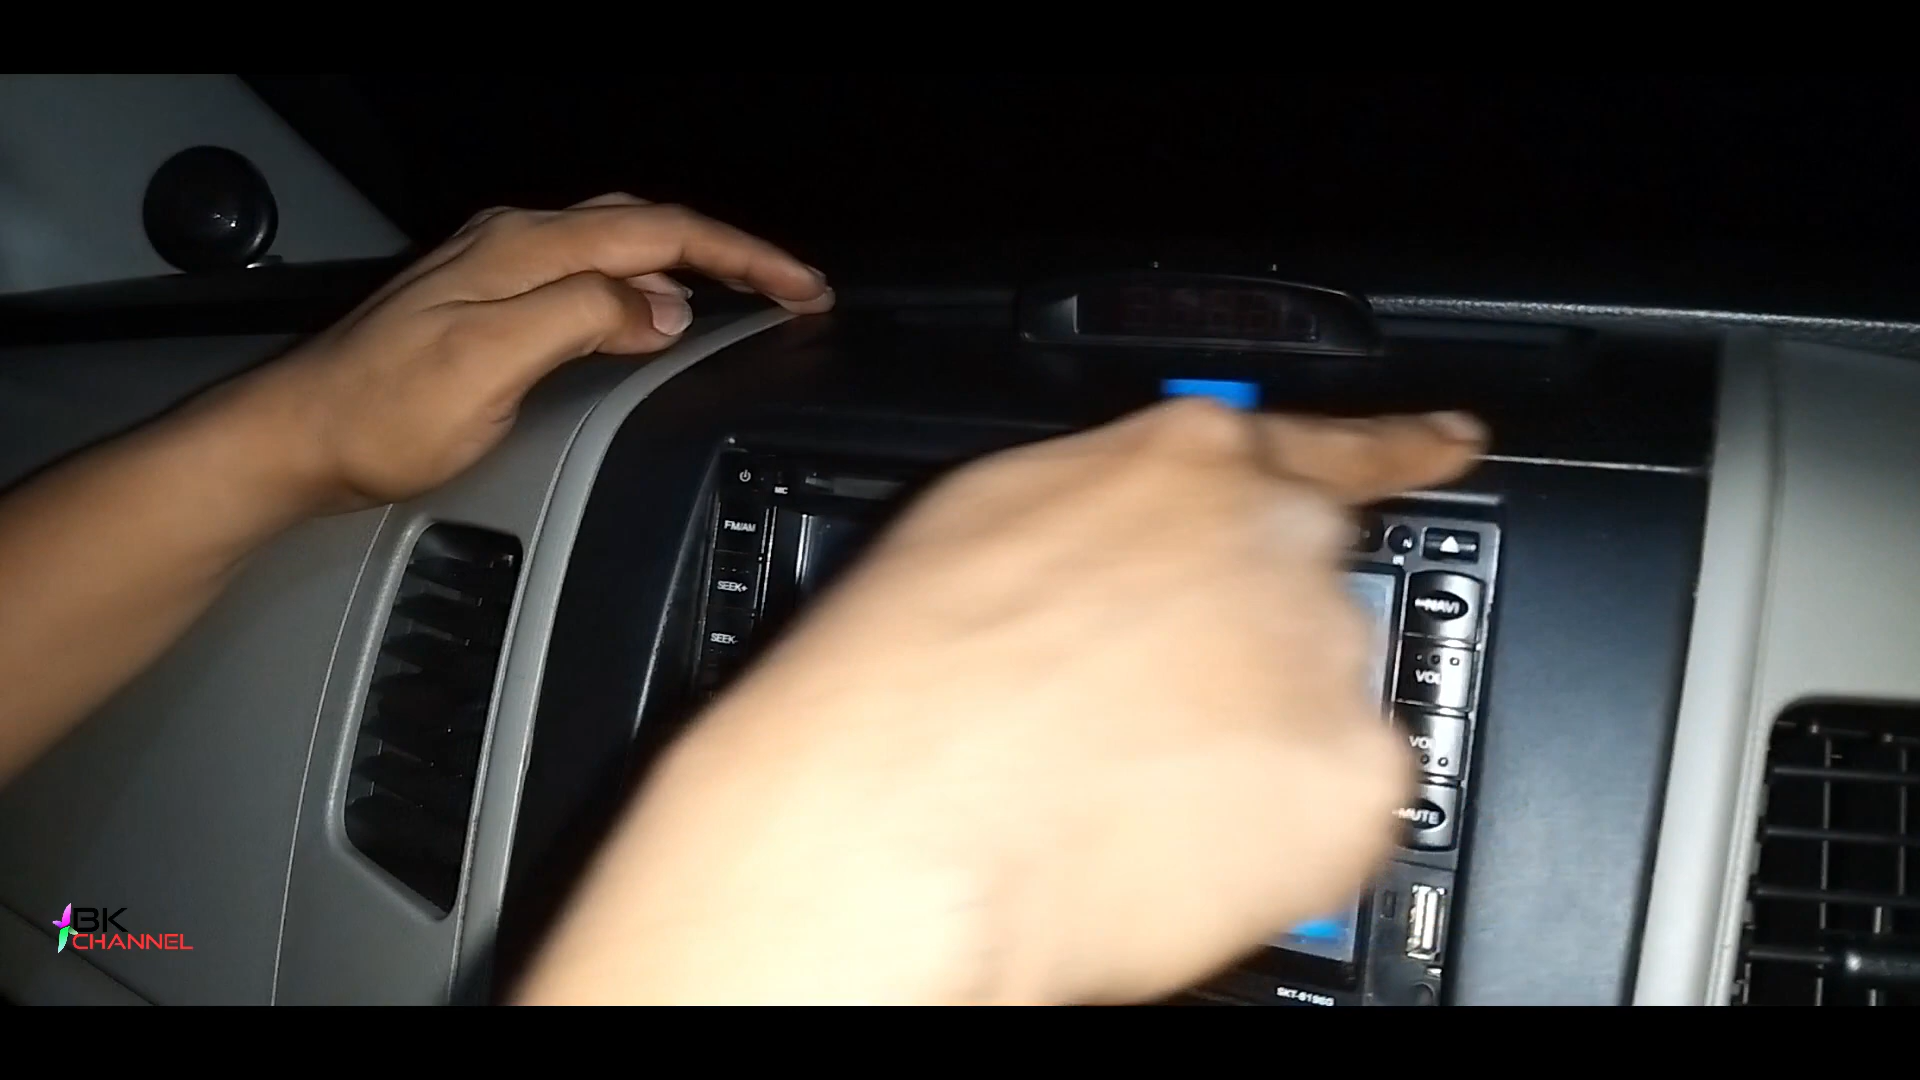 MIC
FM/AM
SEEK+
SEEK-
NAVI
VOL
VOL
MUTE
BK
CHANNEL